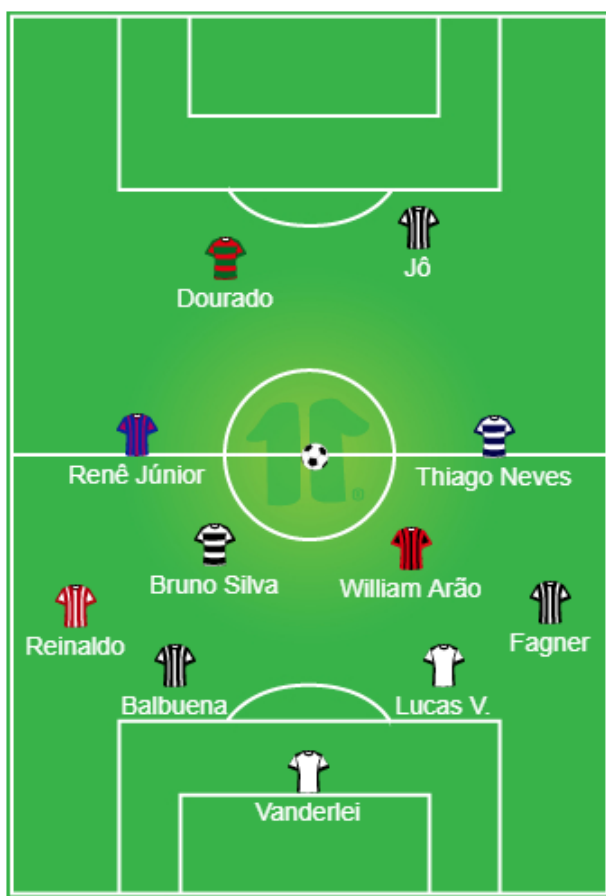 Jô
Dourado
Renê Júnior
Thiago Neves
Bruno Silva
William Arão
Reinaldo
Fagner
Balbuena
Lucas V.
Vanderlei